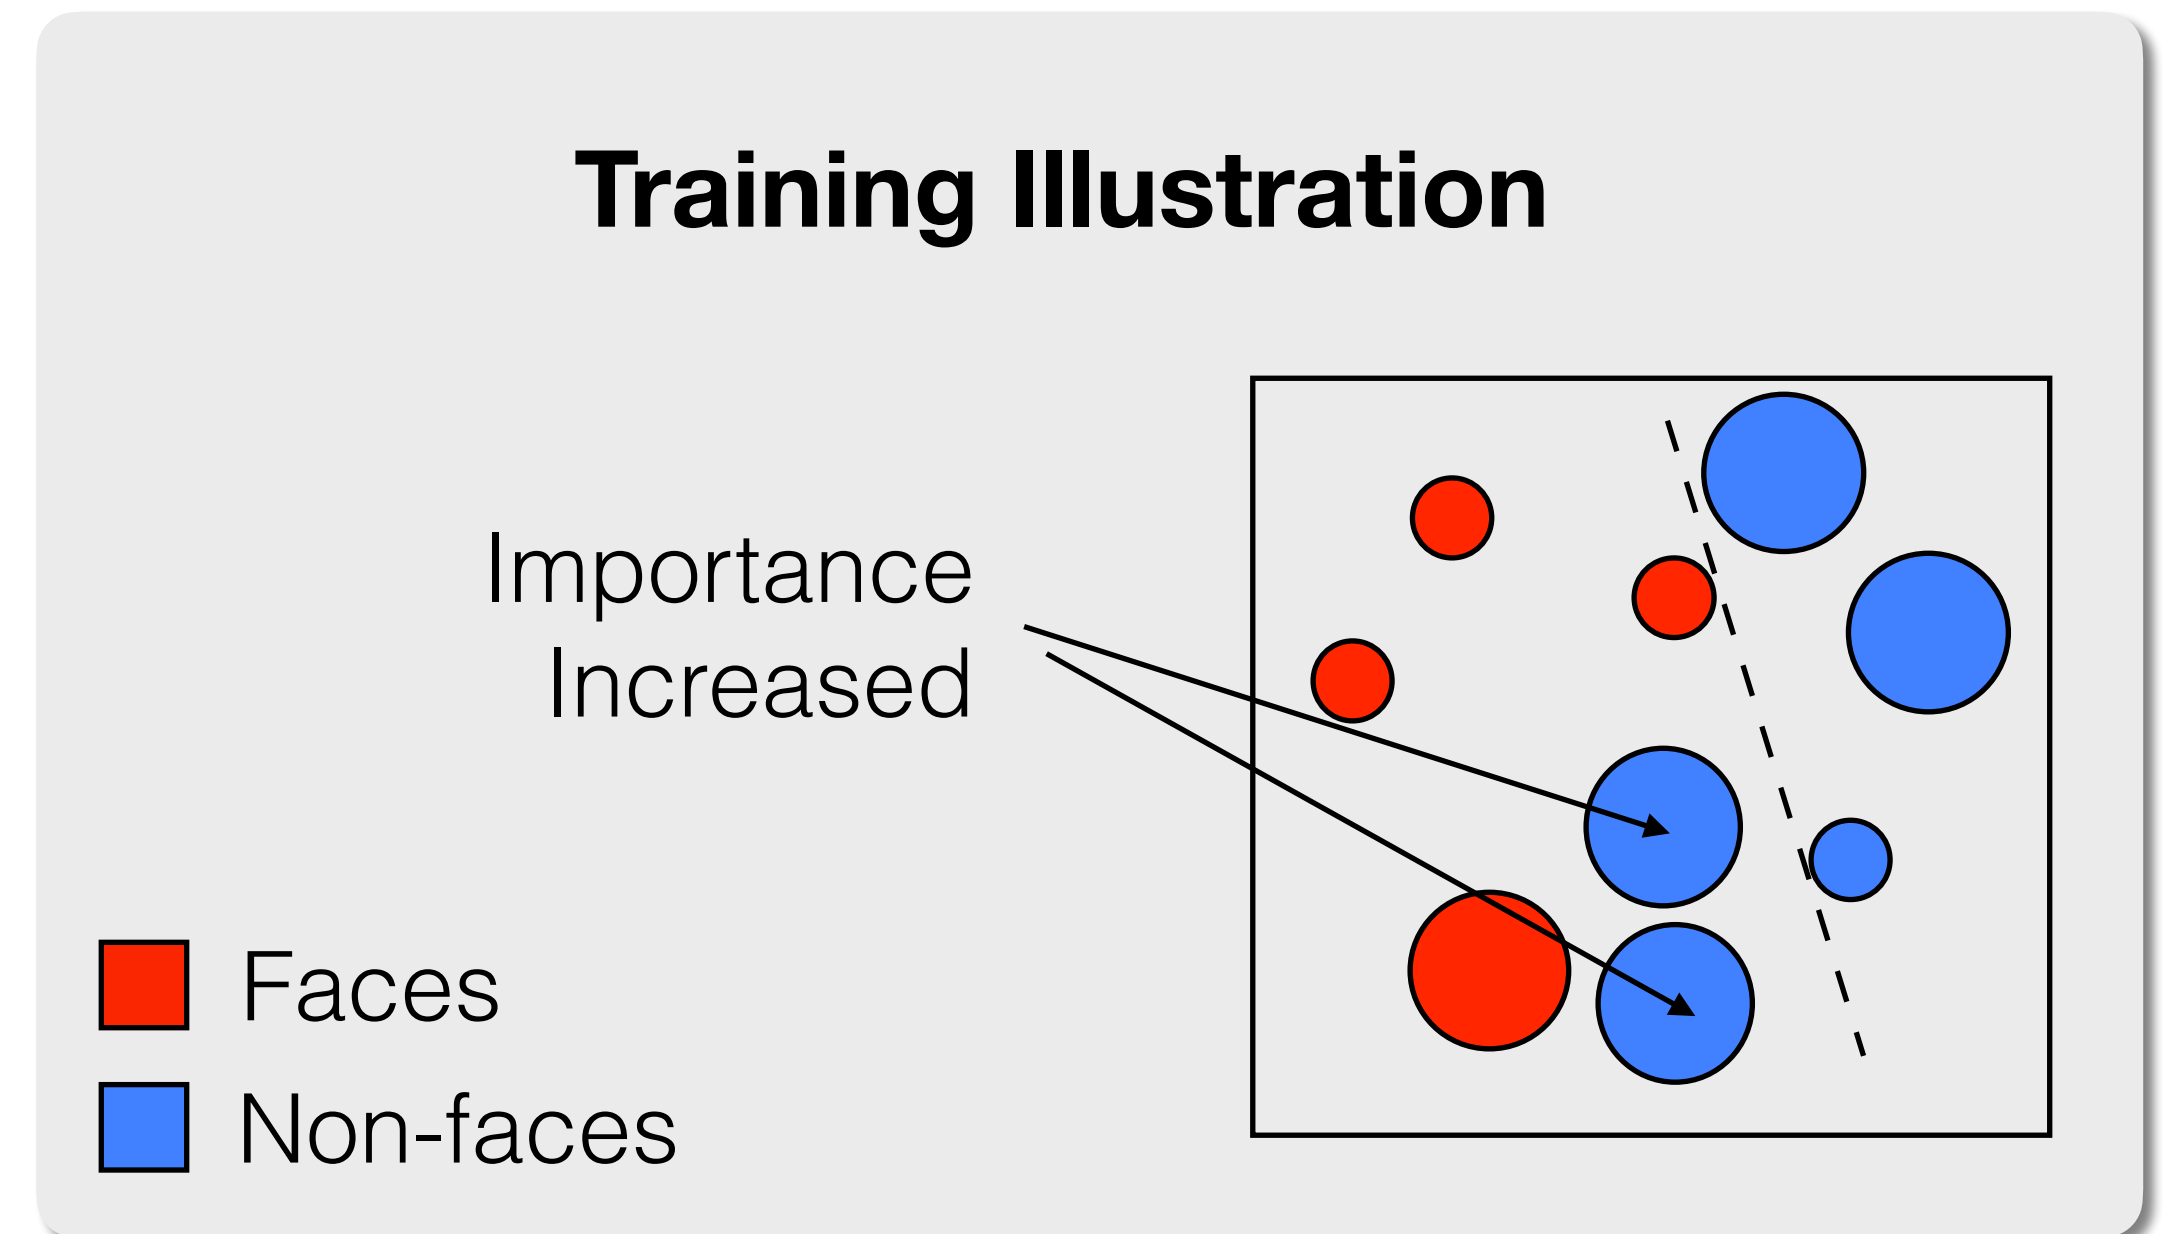 Training Illustration
Importance
Increased
Faces
Non-faces